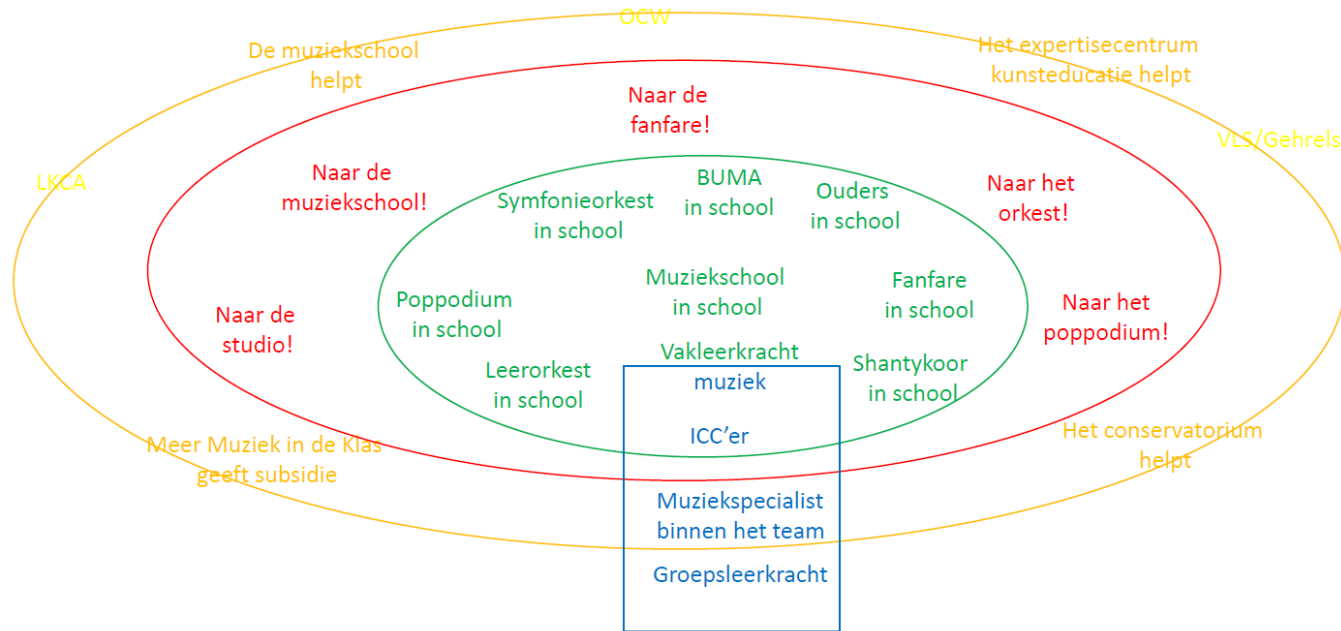 OCW
De muziekschool
helpt
Het expertisecentrum
kunsteducatie helpt
Naar de
fanfare!
VLS/Gehrels
LKCA
Naar de
muziekschool!
Symfonieorkest
in school
BUMA
in school
Ouders
in school
Naar het
orkest!
Poppodium
in school
Muziekschool
in school
Fanfare
in school
Naar de
studio!
Naar het
poppodium!
Leerorkest
in school
Vakleerkracht
muziek
Shantykoor
in school
ICC'er
Meer Muziek in de Klas
geeft subsidie
Het conservatorium
helpt
Muziekspecialist
binnen het team
Groepsleerkracht